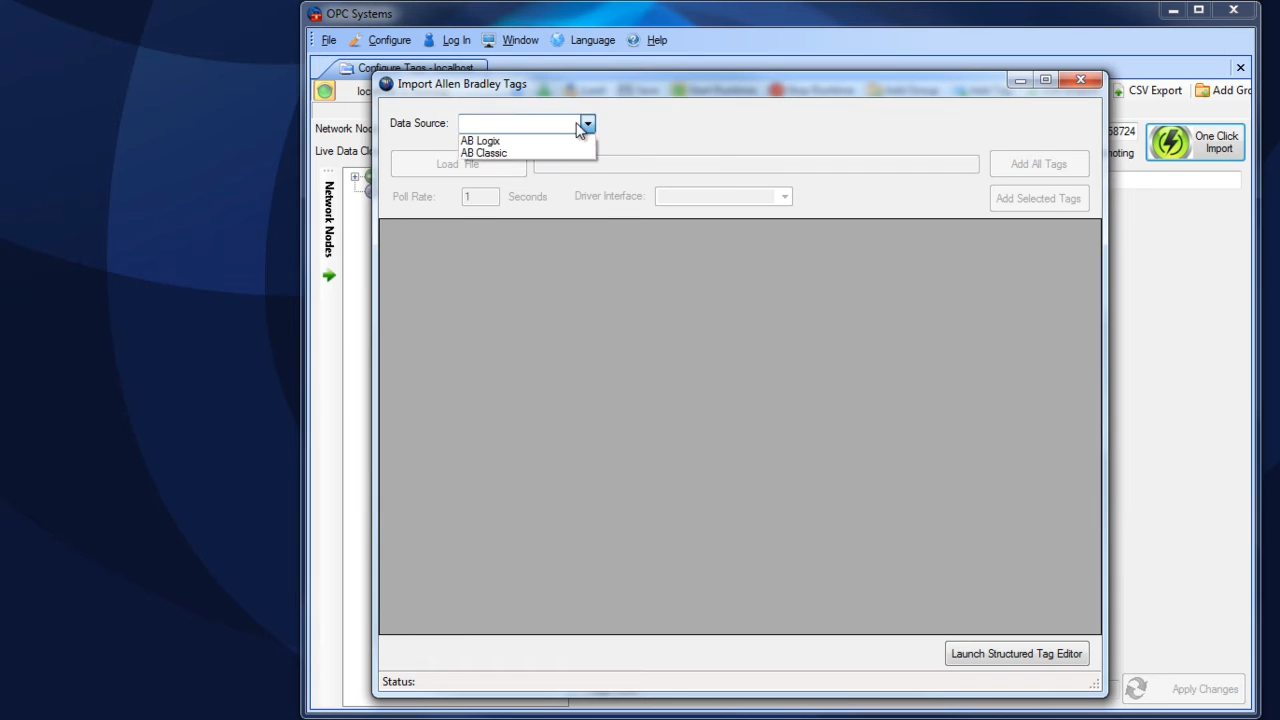 OPC Systems
File Configure Log In Window Language Help
Configure Tags - localhost
Import Allen Bradley Tags
CSV Export Add Gro
Network Nod
58724
One Click
Import
Live Data Cl
noting
Data Source:
AB Logix
AB Classic
Load File
Add All Tags
Poll Rate: 1 Seconds Driver Interface:
Add Selected Tags
Network Nodes
Launch Structured Tag Editor
Status:
Apply Changes